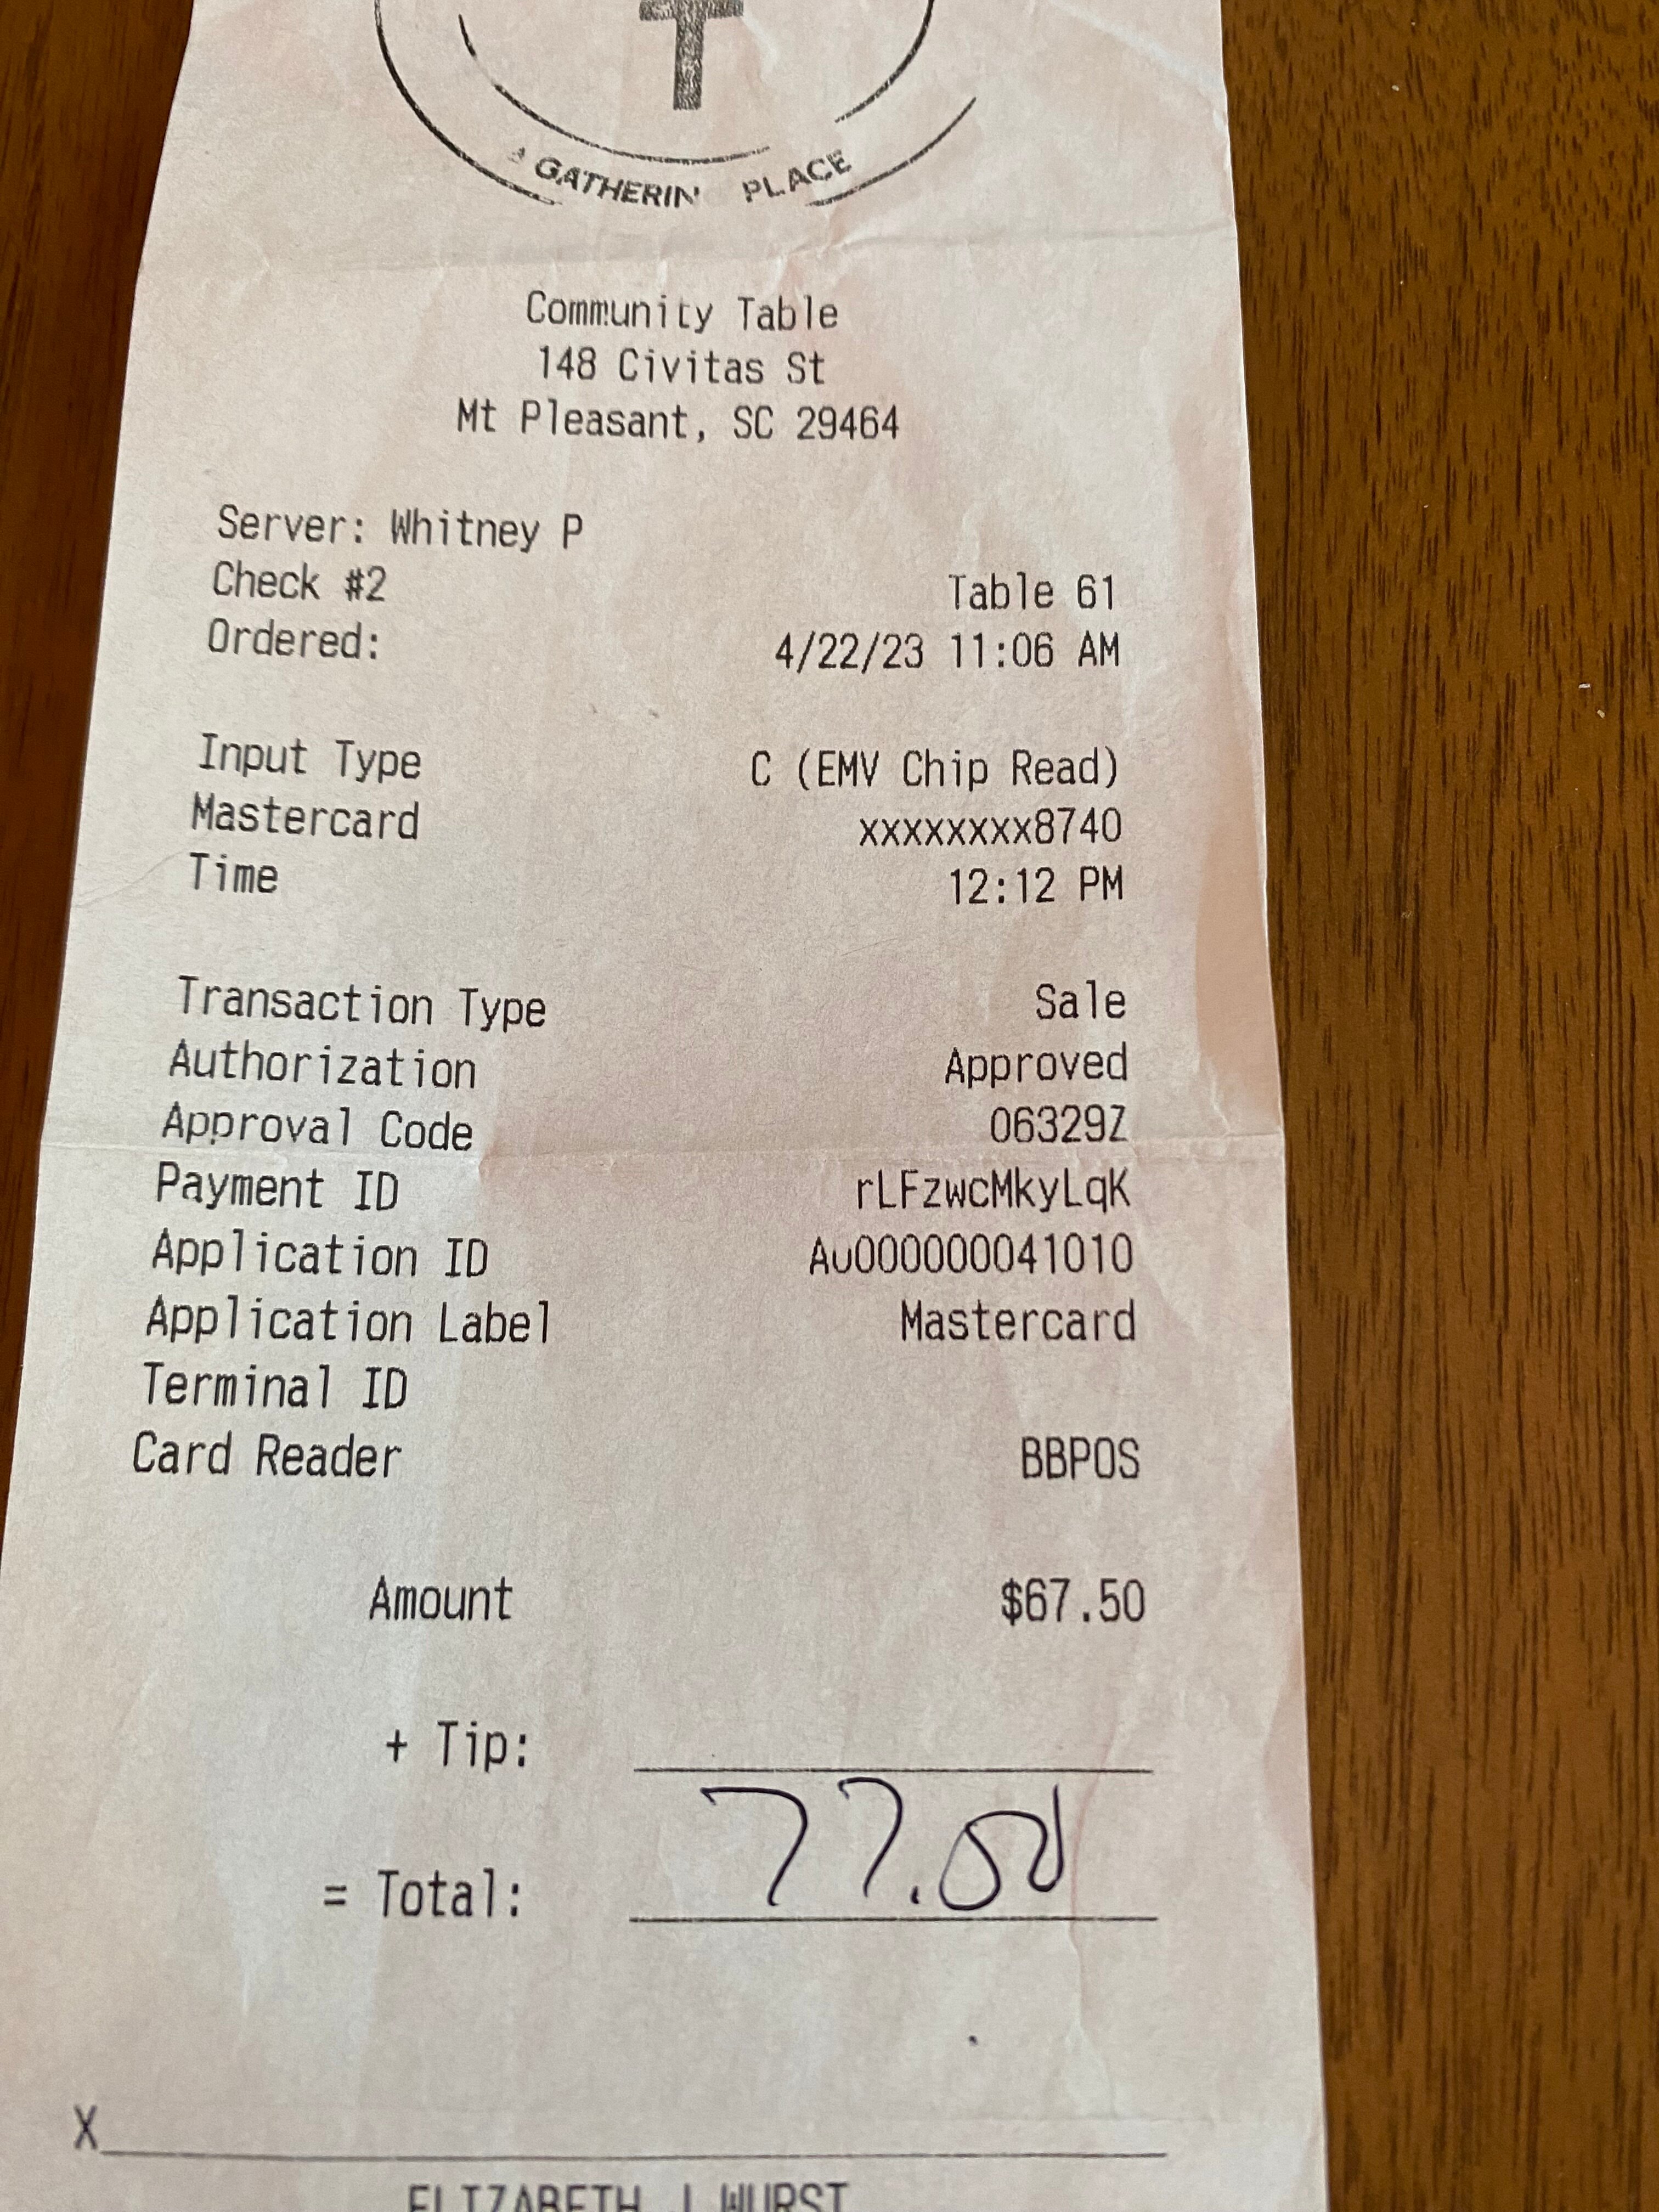 T
A GATHERIN PLACE
Community Table
148 Civitas St
Mt Pleasant, SC 29464
Server: Whitney P
Check #2 Table 61
Ordered: 4/22/23 11:06 AM
Input Type C (EMV Chip Read)
Mastercard xxxxxxxx8740
Time 12:12 PM
Transaction Type Sale
Authorization Approved
Approval Code 06329Z
Payment ID rLFzwcMkyLqK
Application ID A0000000041010
Application Label Mastercard
Terminal ID
Card Reader BBPOS
Amount $67.50
+ Tip:
= Total: 77.50
X
ELIZABETH J WURST